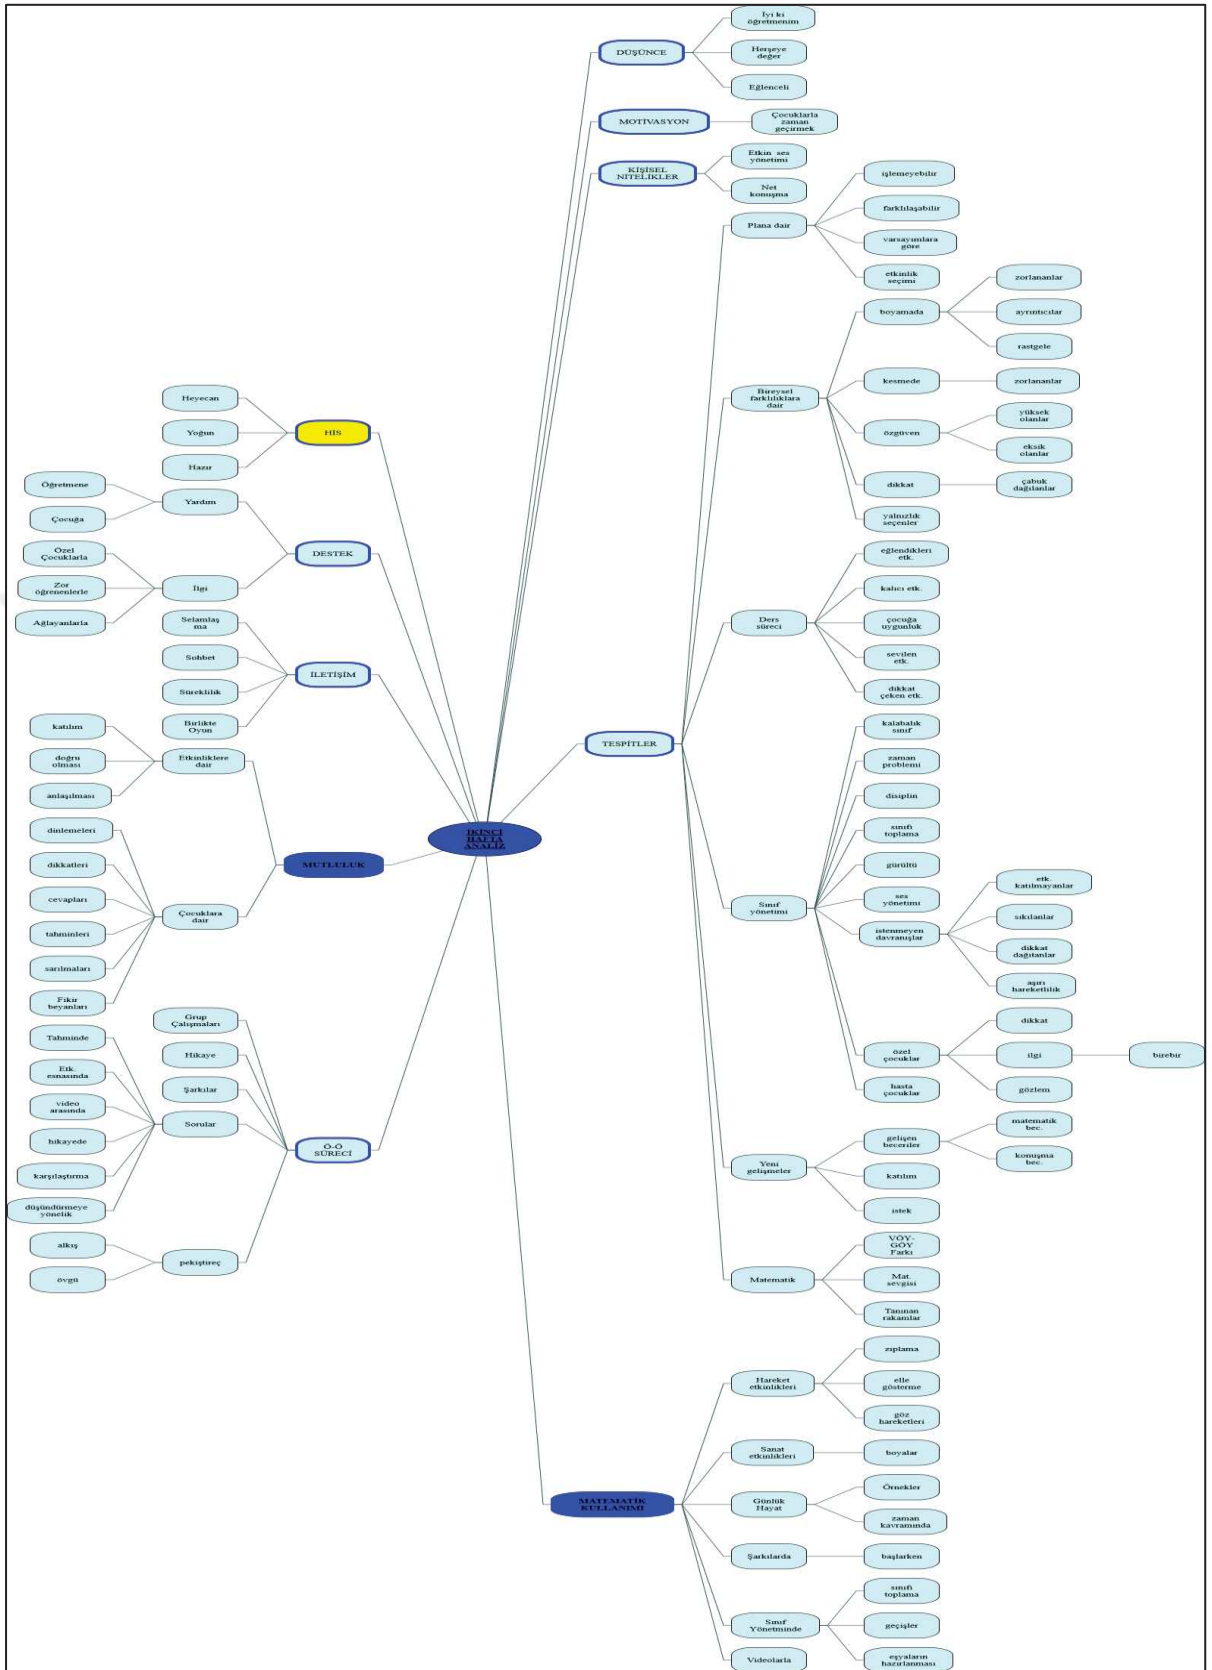 İKİNCİ
HAFTA
ANALİZ
DÜŞÜNCE
İyi ki
öğretmenim
Herşeye
değer
Eğlenceli
MOTİVASYON
Çocuklarla
zaman
geçirmek
KİŞİSEL
NİTELİKLER
Etkin ses
yönetimi
Net
konuşma
TESPİTLER
Plana dair
işlemeyebilir
farklılaşabilir
varsayımlara
göre
etkinlik
seçimi
Bireysel
farklılıklara
dair
boyamada
zorlananlar
ayrıntıcılar
rastgele
kesmede
zorlananlar
özgüven
yüksek
olanlar
eksik
olanlar
dikkat
çabuk
dağılanlar
yalnızlık
seçenler
Ders
süreci
eğlendikleri
etk.
kalıcı etk.
çocuğa
uygunluk
sevilen
etk.
dikkat
çeken etk.
Sınıf
yönetimi
kalabalık
sınıf
zaman
problemi
disiplin
sınıfı
toplama
gürültü
ses
yönetimi
istenmeyen
davranışlar
etk.
katılmayanlar
sıkılanlar
dikkat
dağıtanlar
aşırı
hareketlilik
özel
çocuklar
dikkat
ilgi
birebir
gözlem
hasta
çocuklar
Yeni
gelişmeler
gelişen
beceriler
matematik
bec.
konuşma
bec.
katılım
istek
Matematik
VÖY-
GÖY
Farkı
Mat.
sevgisi
Tanınan
rakamlar
MATEMATİK
KULLANIMI
Hareket
etkinlikleri
zıplama
elle
gösterme
göz
hareketleri
Sanat
etkinlikleri
boyalar
Günlük
Hayat
Örnekler
zaman
kavramında
Şarkılarda
başlarken
Sınıf
Yönetminde
sınıfı
toplama
geçişler
eşyaların
hazırlanması
Videolarla
HİS
Heyecan
Yoğun
Hazır
DESTEK
Yardım
Öğretmene
Çocuğa
İlgi
Özel
Çocuklarla
Zor
öğrenenlerle
Ağlayanlarla
İLETİŞİM
Selamlaş
ma
Sohbet
Süreklilik
Birlikte
Oyun
MUTLULUK
Etkinliklere
dair
katılım
doğru
olması
anlaşılması
Çocuklara
dair
dinlemeleri
dikkatleri
cevapları
tahminleri
sarılmaları
Fikir
beyanları
Ö-Ö
SÜRECİ
Grup
Çalışmaları
Hikaye
Şarkılar
Sorular
Tahminde
Etk.
esnasında
video
arasında
hikayede
karşılaştırma
düşündürmeye
yönelik
pekiştireç
alkış
övgü